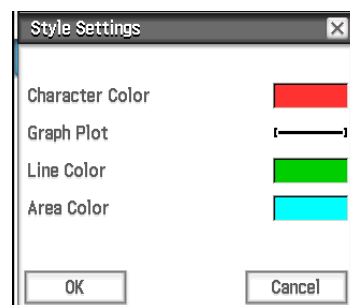 Style Settings
Character Color
Graph Plot
Line Color
Area Color
OK Cancel